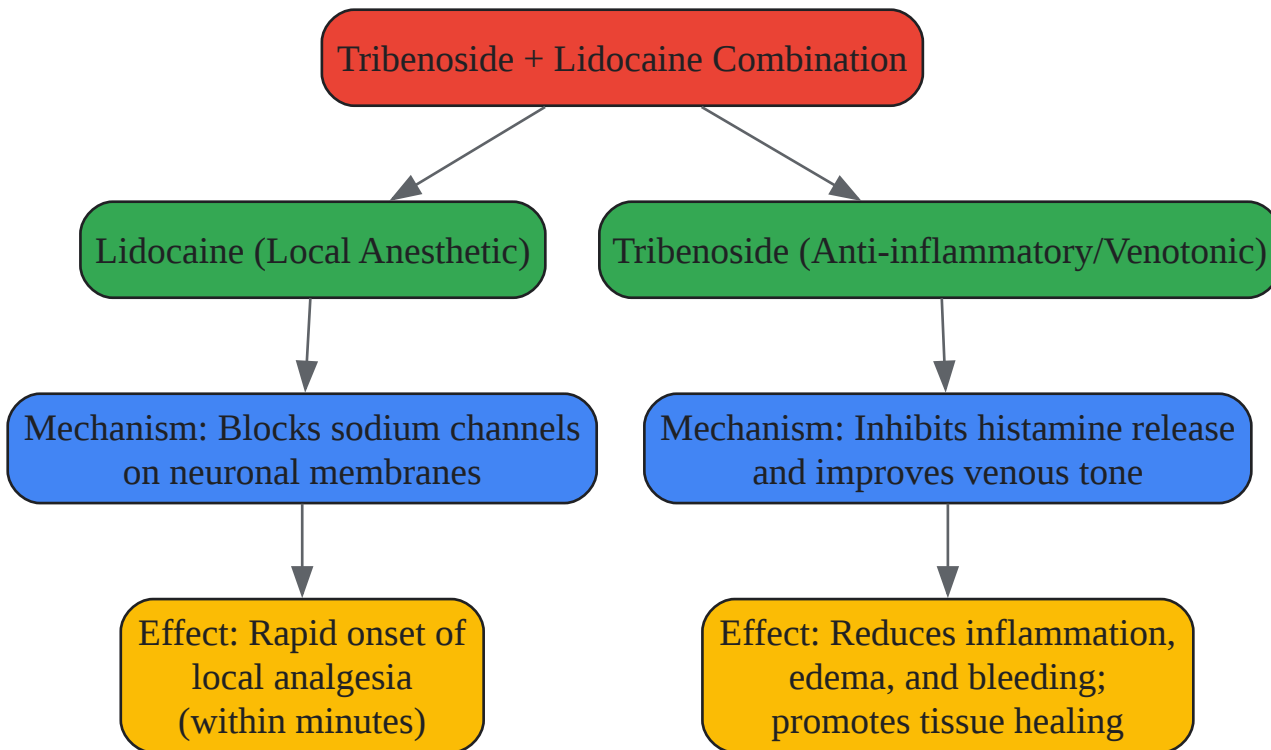 Tribenoside + Lidocaine Combination
Lidocaine (Local Anesthetic)
Tribenoside (Anti-inflammatory/Venotonic)
Mechanism: Blocks sodium channels
on neuronal membranes
Mechanism: Inhibits histamine release
and improves venous tone
Effect: Rapid onset of
local analgesia
(within minutes)
Effect: Reduces inflammation,
edema, and bleeding;
promotes tissue healing